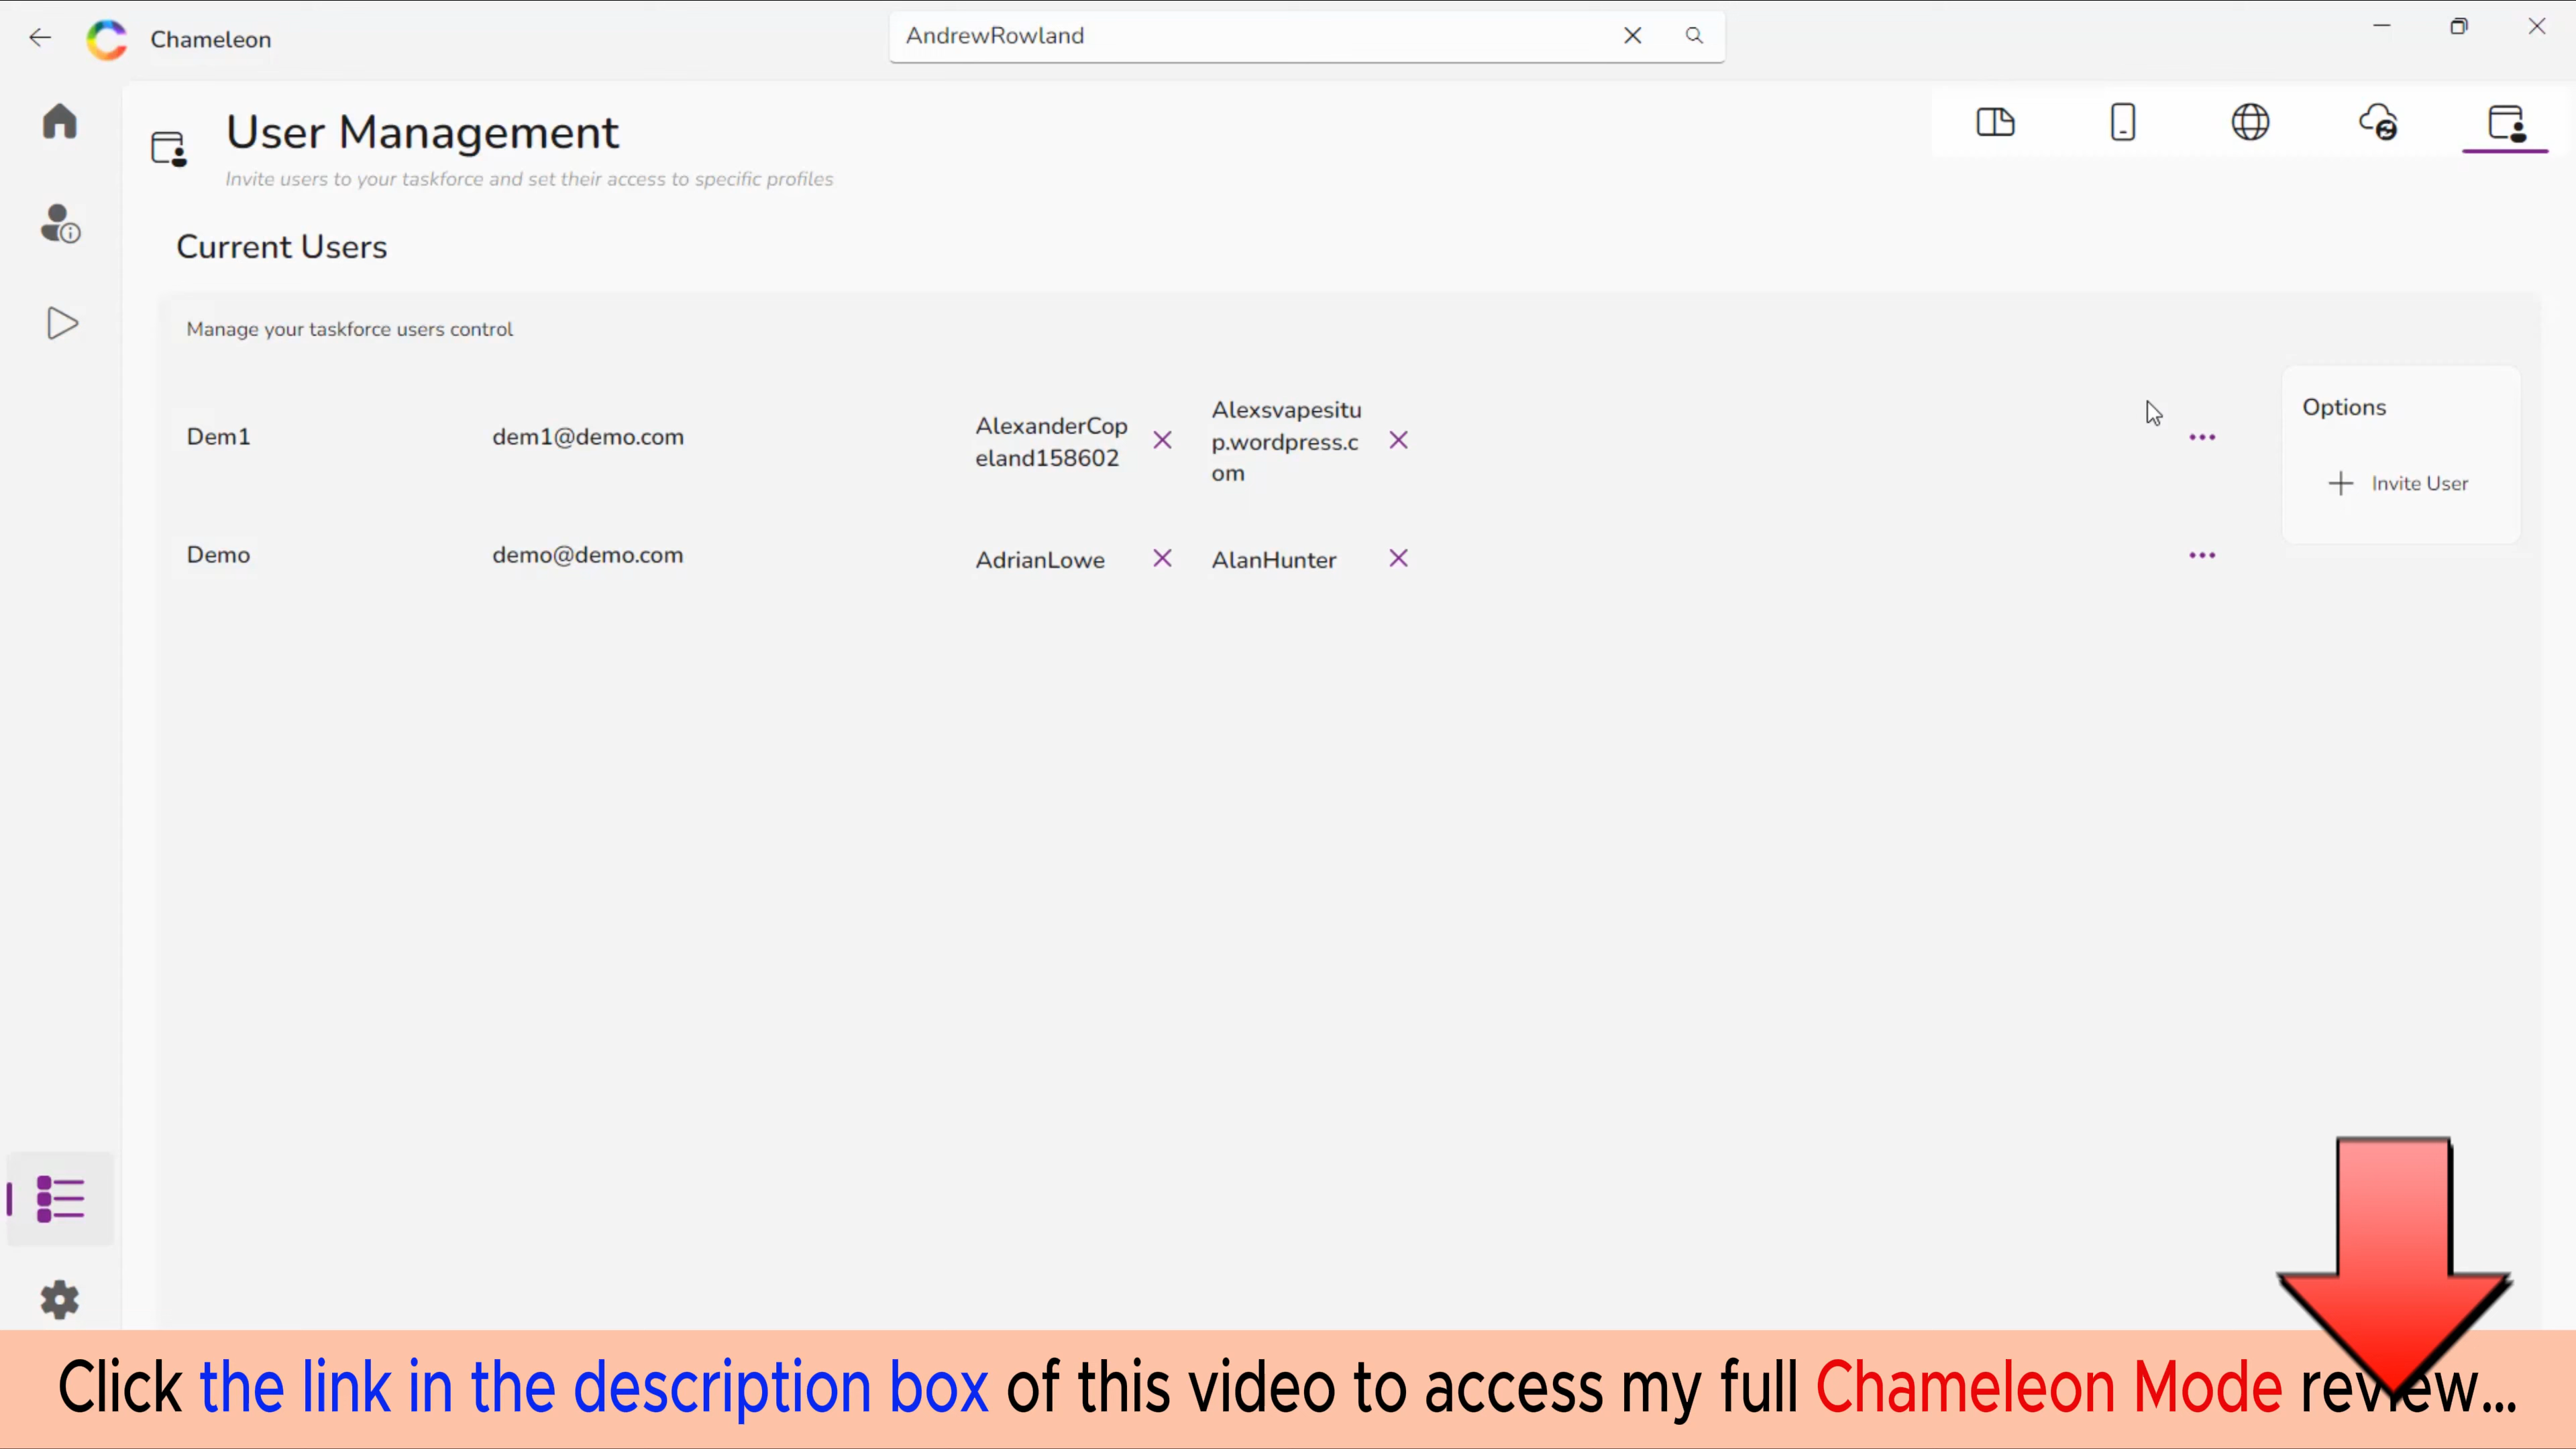 Chameleon
AndrewRowland
User Management
Invite users to your taskforce and set their access to specific profiles
Current Users
Manage your taskforce users control
Dem1
dem1@demo.com
AlexanderCop
eland158602
Alexsvapesitu
p.wordpress.c
om
Options
Invite User
Demo
demo@demo.com
AdrianLowe
AlanHunter
Click the link in the description box of this video to access my full Chameleon Mode review...